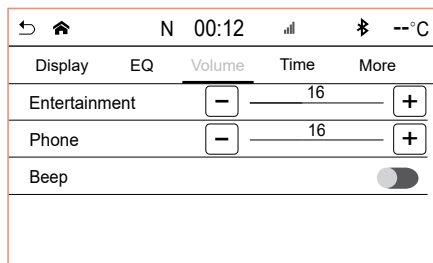 N 00:12 --°C
Display EQ Volume Time More
Entertainment − 16 +
Phone − 16 +
Beep